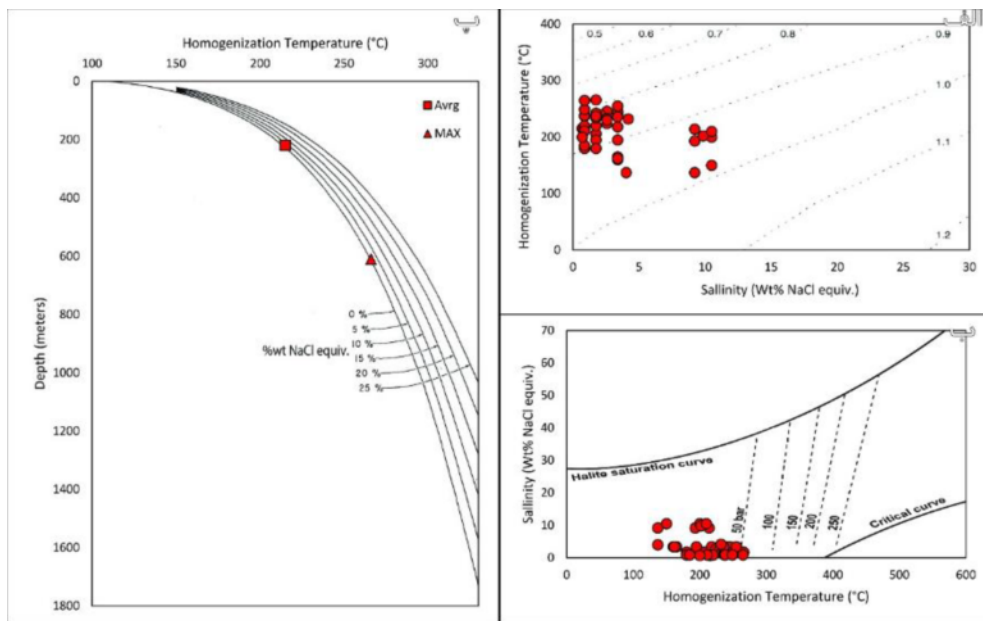 Homogenization Temperature (°C)
100 150 200 250 300
0
200
400
600
800
1000
1200
1400
1600
1800
Depth (meters)
Avrg
MAX
%wt NaCl equiv.
0 %
5 %
10 %
15 %
20 %
25 %
Homogenization Temperature (°C)
400
300
200
100
0
0.5 0.6 0.7 0.8 0.9
1.0
1.1
1.2
0 5 10 15 20 25 30
Sallinity (Wt% NaCl equiv.)
Sallinity (Wt% NaCl equiv.)
70
60
50
40
30
20
10
0
Halite saturation curve
50 bar
100
150
200
250
Critical curve
0 100 200 300 400 500 600
Homogenization Temperature (°C)